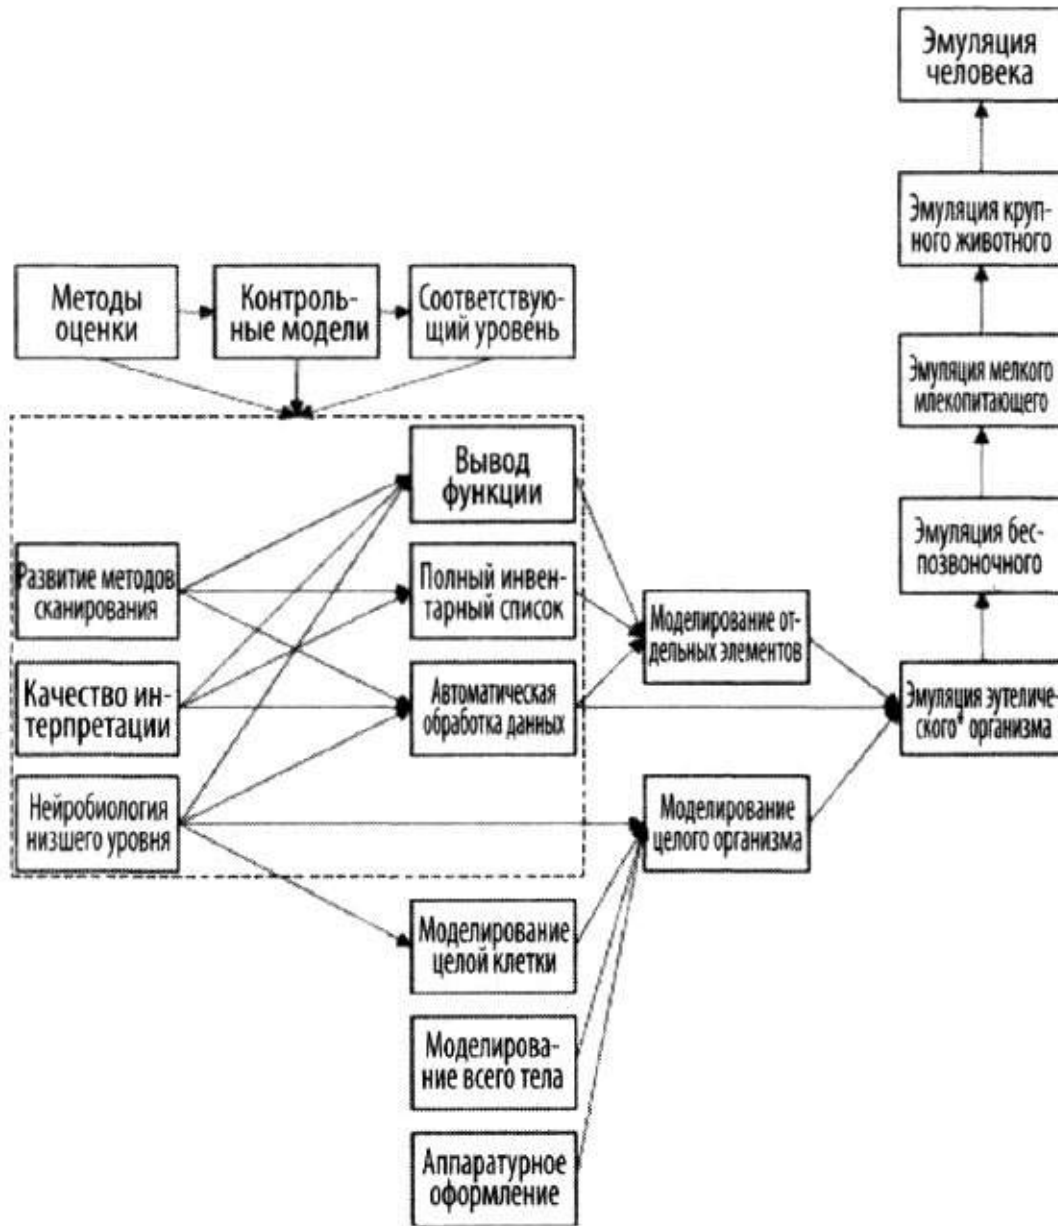 Эмуляция
человека
Эмуляция круп-
ного животного
Методы
оценки
Контроль-
ные модели
Соответствую-
щий уровень
Эмуляция мелкого
млекопитающего
Вывод
функции
Эмуляция бес-
позвоночного
Развитие методов
сканирования
Полный инвен-
тарный список
Моделирование от-
дельных элементов
Качество ин-
терпретации
Автоматическая
обработка данных
Эмуляция эутеличе-
ского* организма
Нейробиология
низшего уровня
Моделирование
целого организма
Моделирование
целой клетки
Моделирова-
ние всего тела
Аппаратурное
оформление